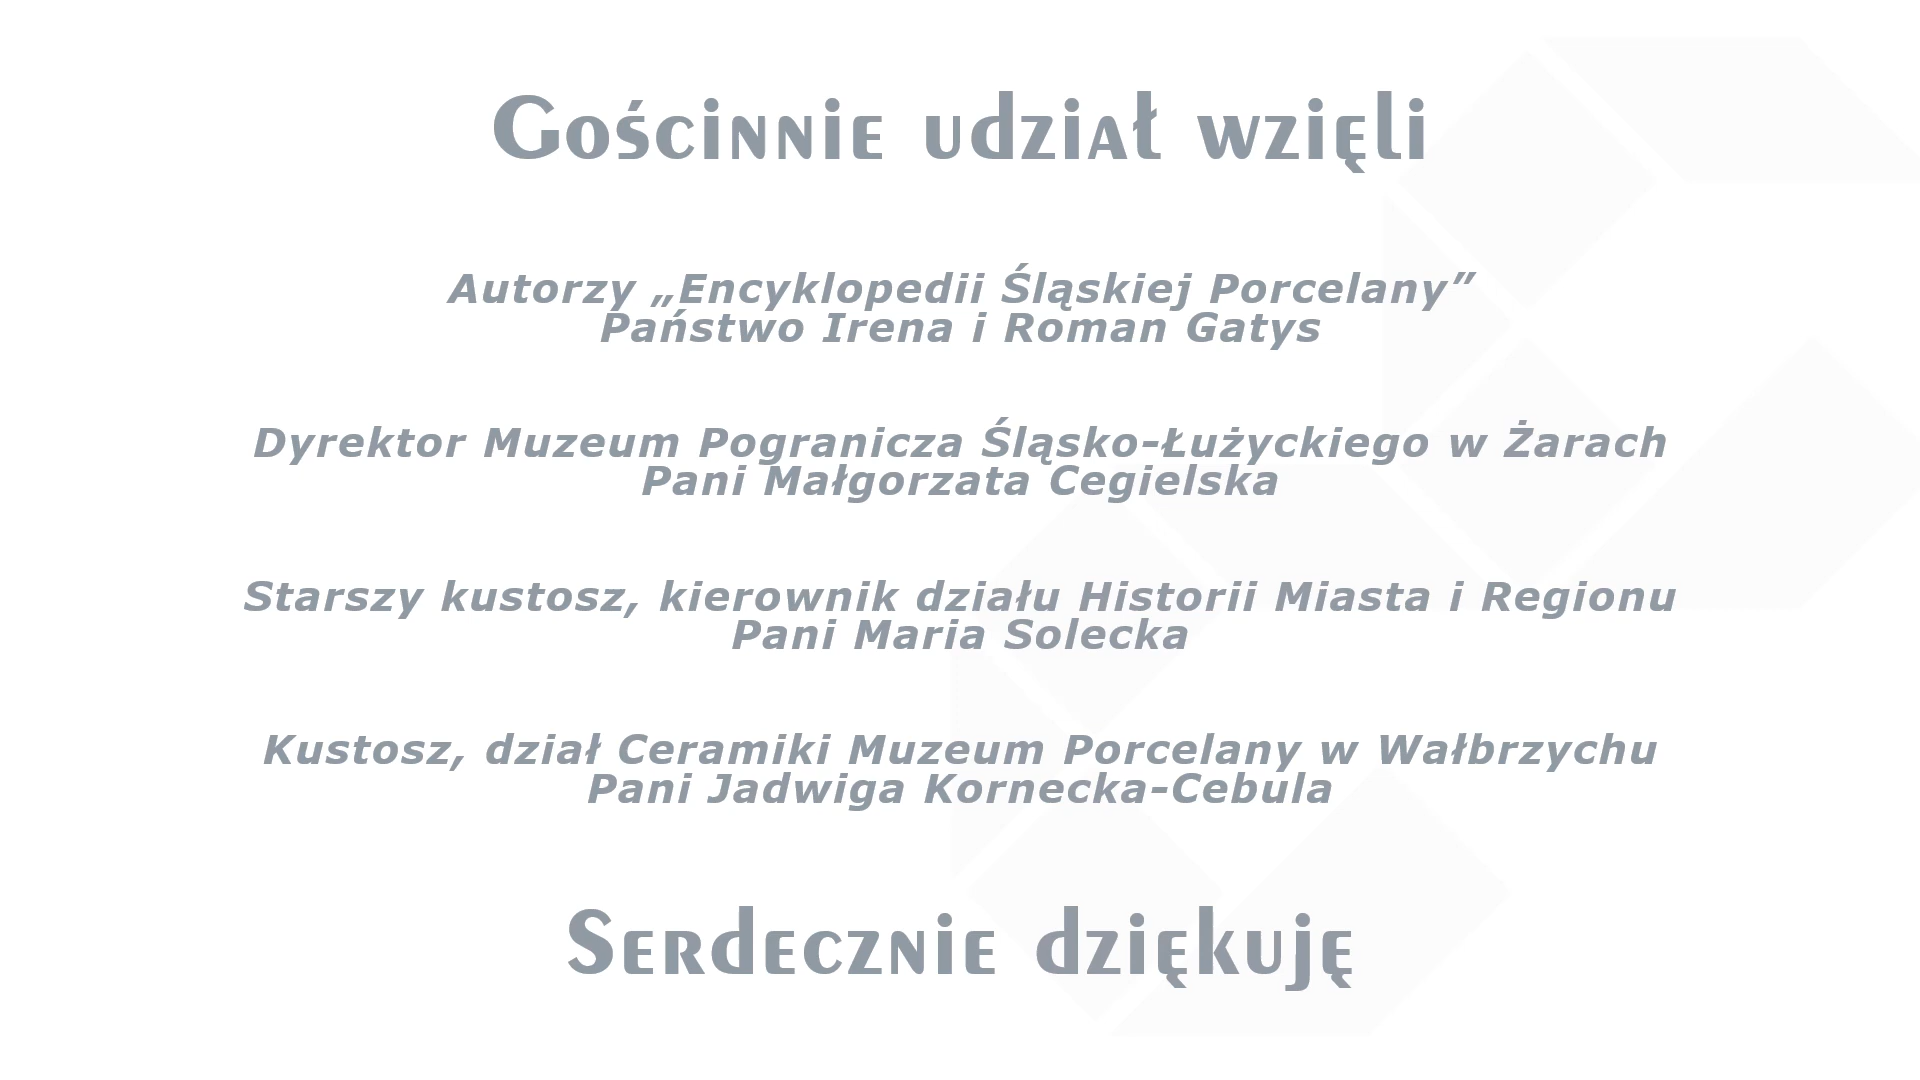 Gościnnie udział wzięli
Autorzy „Encyklopedii Śląskiej Porcelany”
Państwo Irena i Roman Gatys
Dyrektor Muzeum Pogranicza Śląsko-Łużyckiego w Żarach
Pani Małgorzata Cegielska
Starszy kustosz, kierownik działu Historii Miasta i Regionu
Pani Maria Solecka
Kustosz, dział Ceramiki Muzeum Porcelany w Wałbrzychu
Pani Jadwiga Kornecka-Cebula
Serdecznie dziękuję